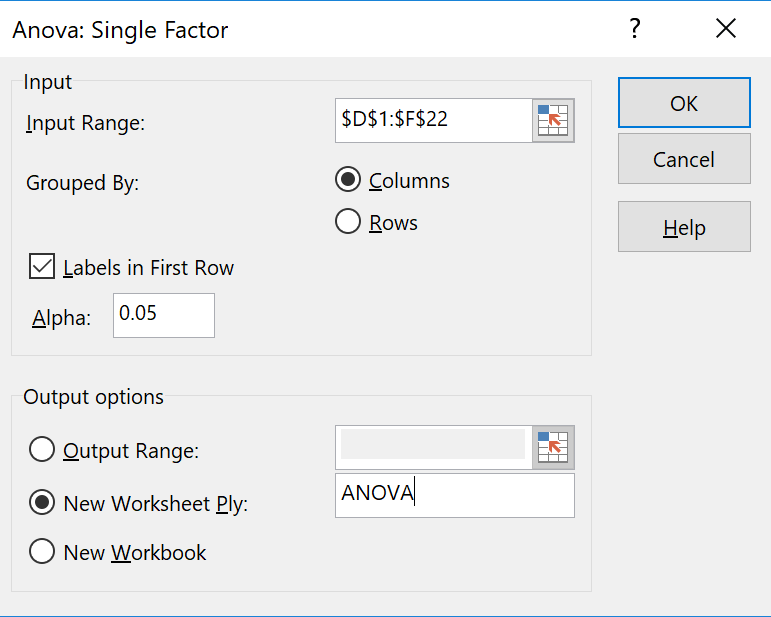 Anova: Single Factor
?
Input
Input Range:
$D$1:$F$22
OK
Cancel
Grouped By:
Columns
Rows
Help
Labels in First Row
Alpha:
0.05
Output options
Output Range:
New Worksheet Ply:
ANOVA
New Workbook